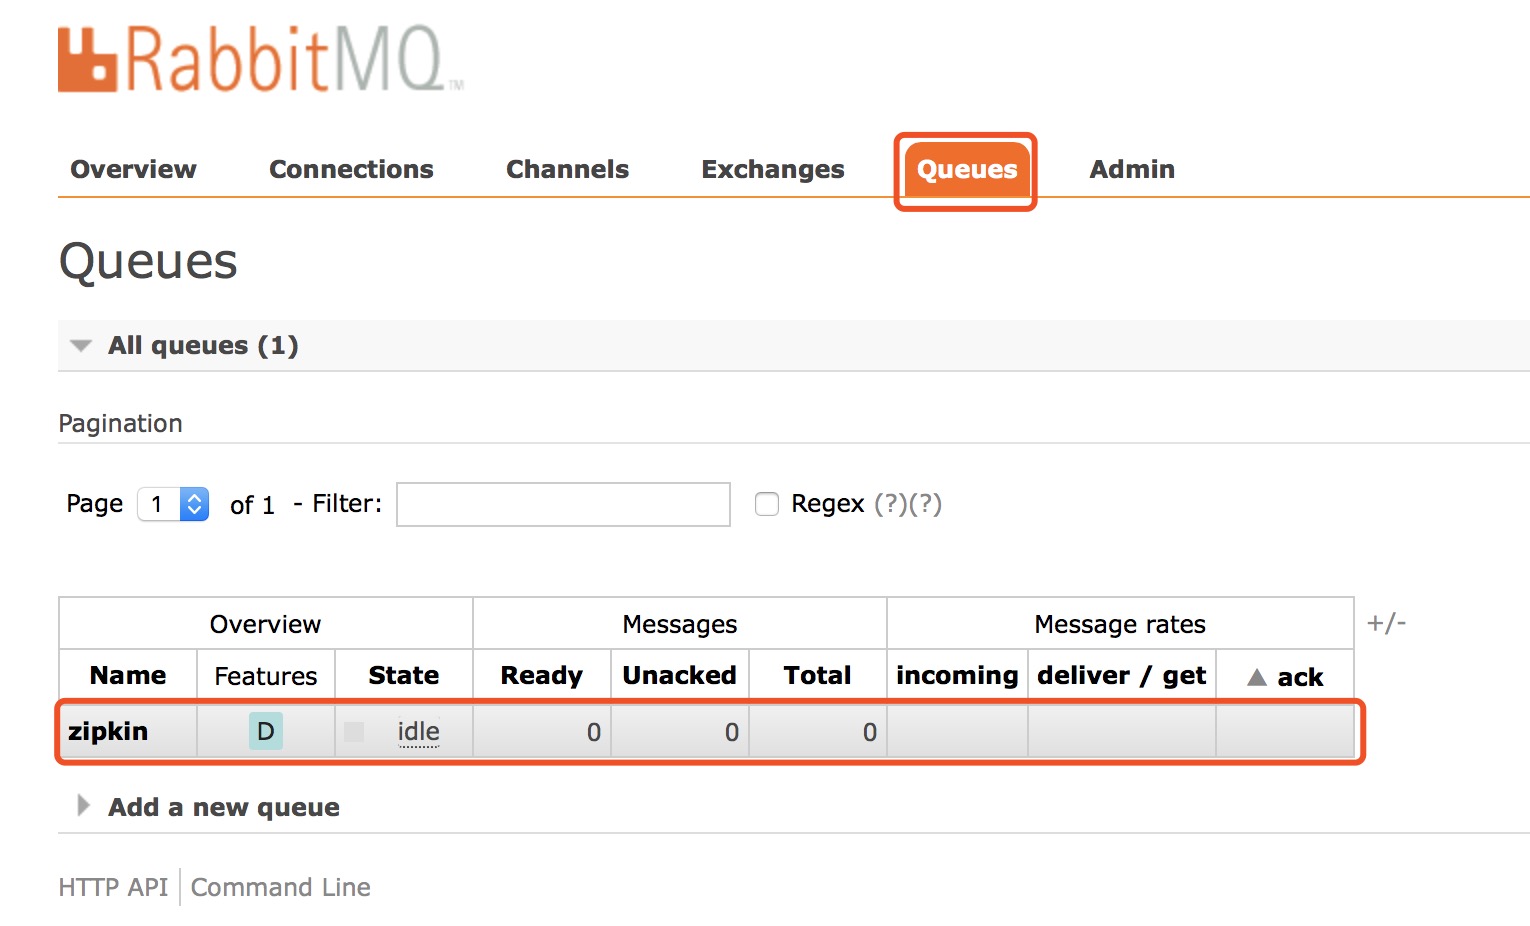 RabbitMQ™
Overview Connections Channels Exchanges Queues Admin
Queues
All queues (1)
Pagination
Page 1 of 1 - Filter: Regex (?)(?)
Overview Messages Message rates +/-
Name Features State Ready Unacked Total incoming deliver / get ▲ ack
zipkin D idle 0 0 0
Add a new queue
HTTP API Command Line